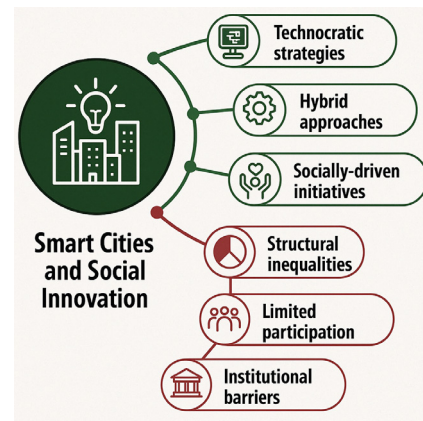 Technocratic
strategies
Hybrid
approaches
Socially-driven
initiatives
Smart Cities
and Social
Innovation
Structural
inequalities
Limited
participation
Institutional
barriers